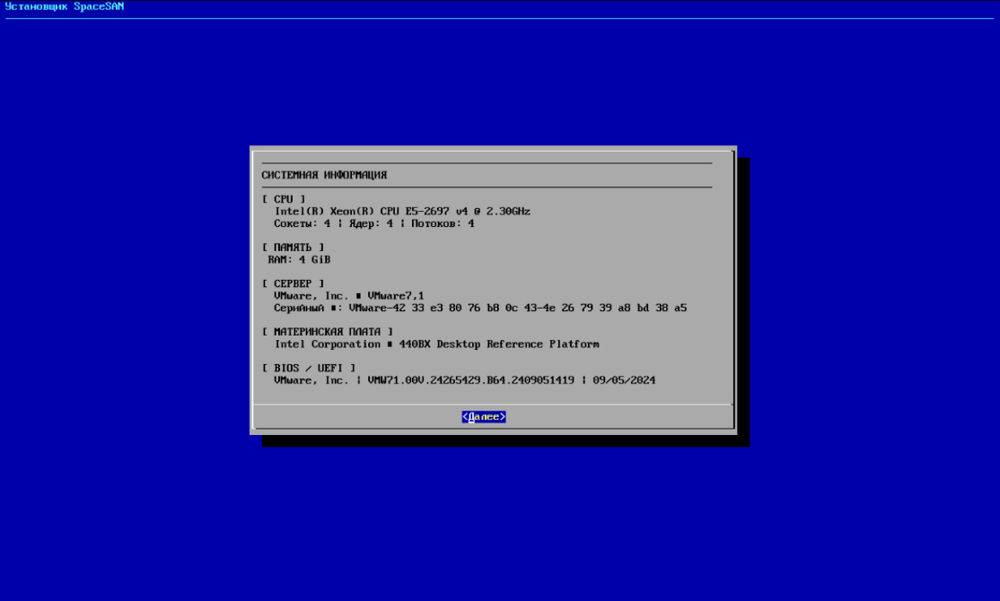 Установщик SpaceSAN
СИСТЕМНАЯ ИНФОРМАЦИЯ
[ CPU ]
Intel(R) Xeon(R) CPU E5-2697 v4 @ 2.30GHz
Сокеты: 4 ¦ Ядер: 4 ¦ Потоков: 4
[ ПАМЯТЬ ]
RAM: 4 GiB
[ СЕРВЕР ]
VMware, Inc. ■ VMware7,1
Серийный ■: VMware-42 33 e3 80 76 b8 0c 43-4e 26 79 39 a8 bd 38 a5
[ МАТЕРИНСКАЯ ПЛАТА ]
Intel Corporation ■ 440BX Desktop Reference Platform
[ BIOS / UEFI ]
VMware, Inc. ¦ VMW71.00V.24265429.B64.2409051419 ¦ 09/05/2024
<Далее>